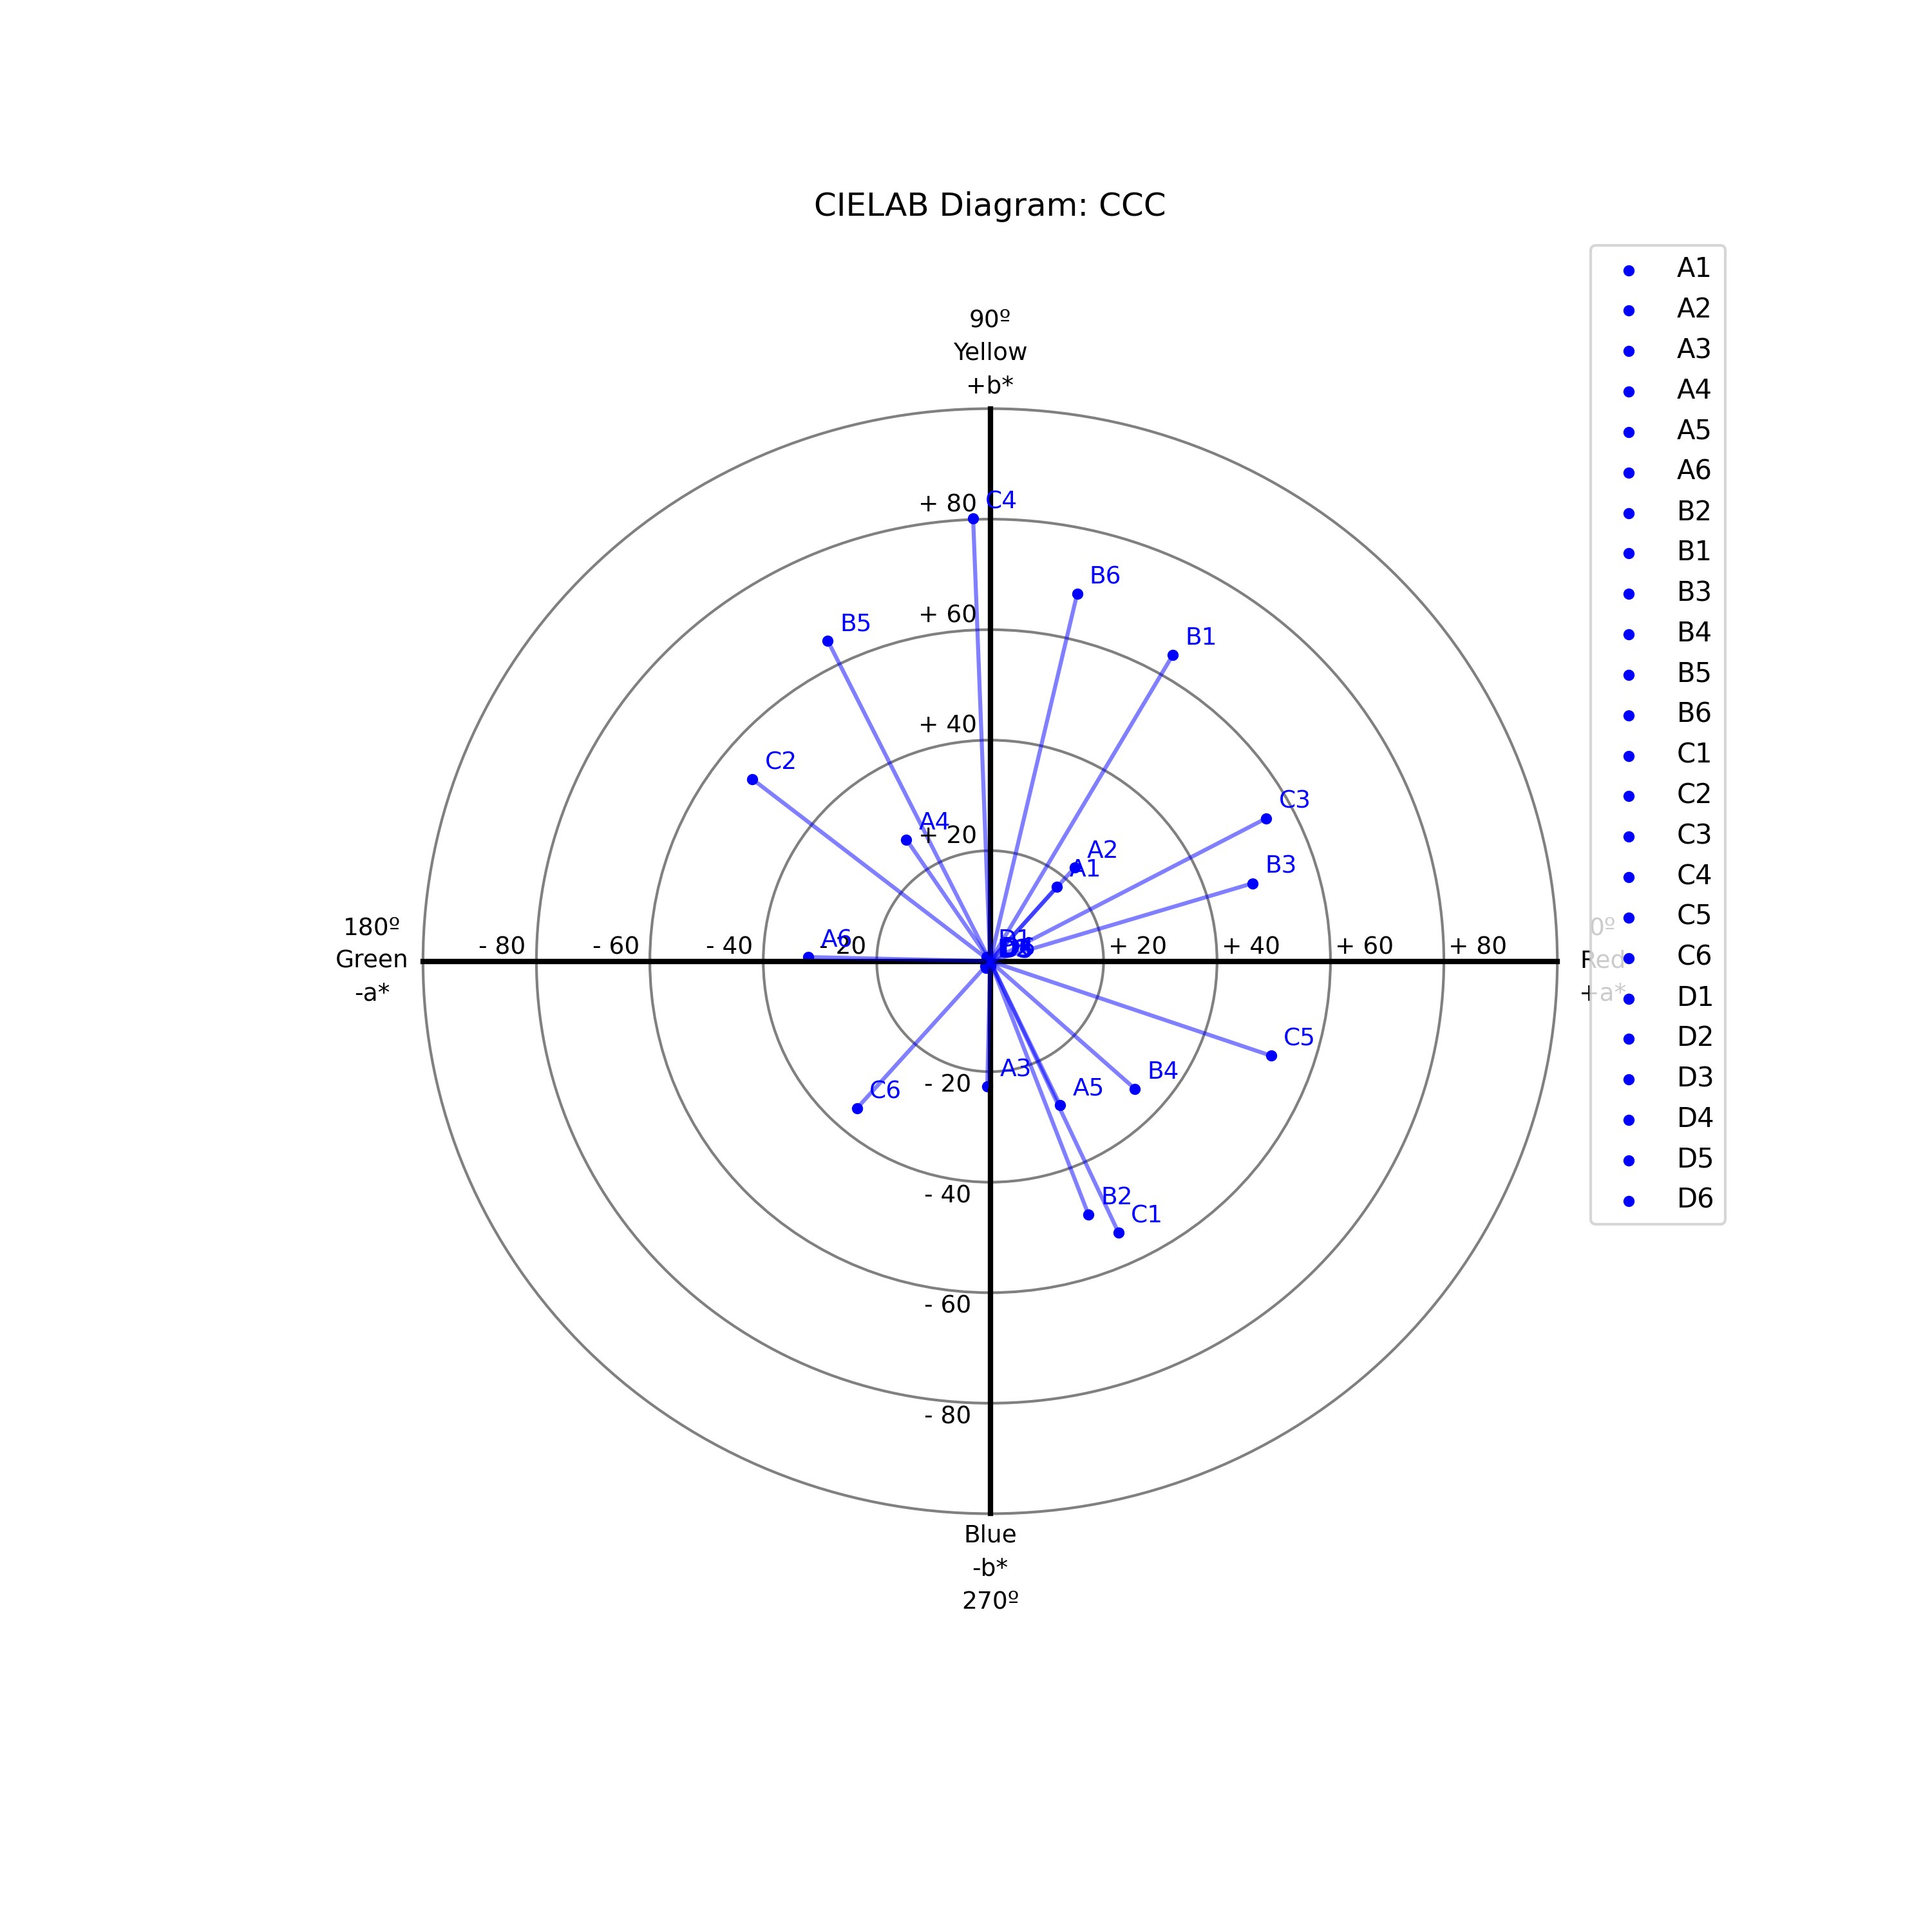 CIELAB Diagram: CCC
90º
Yellow
+b*
A1
A2
A3
A4
A5
A6
B2
B1
B3
B4
B5
B6
C1
C2
C3
C4
C5
C6
D1
D2
D3
D4
D5
D6
C4
+ 80
B6
B5
+ 60
B1
+ 40
C2
C3
A4
+ 20
A2
A1
B3
180º
Green
-a*
- 80
- 60
- 40
- 20
A6
D1
+ 20
+ 40
+ 60
+ 80
0º
Red
+a*
C5
A3
B4
- 20
A5
C6
- 40
B2
C1
- 60
- 80
Blue
-b*
270º